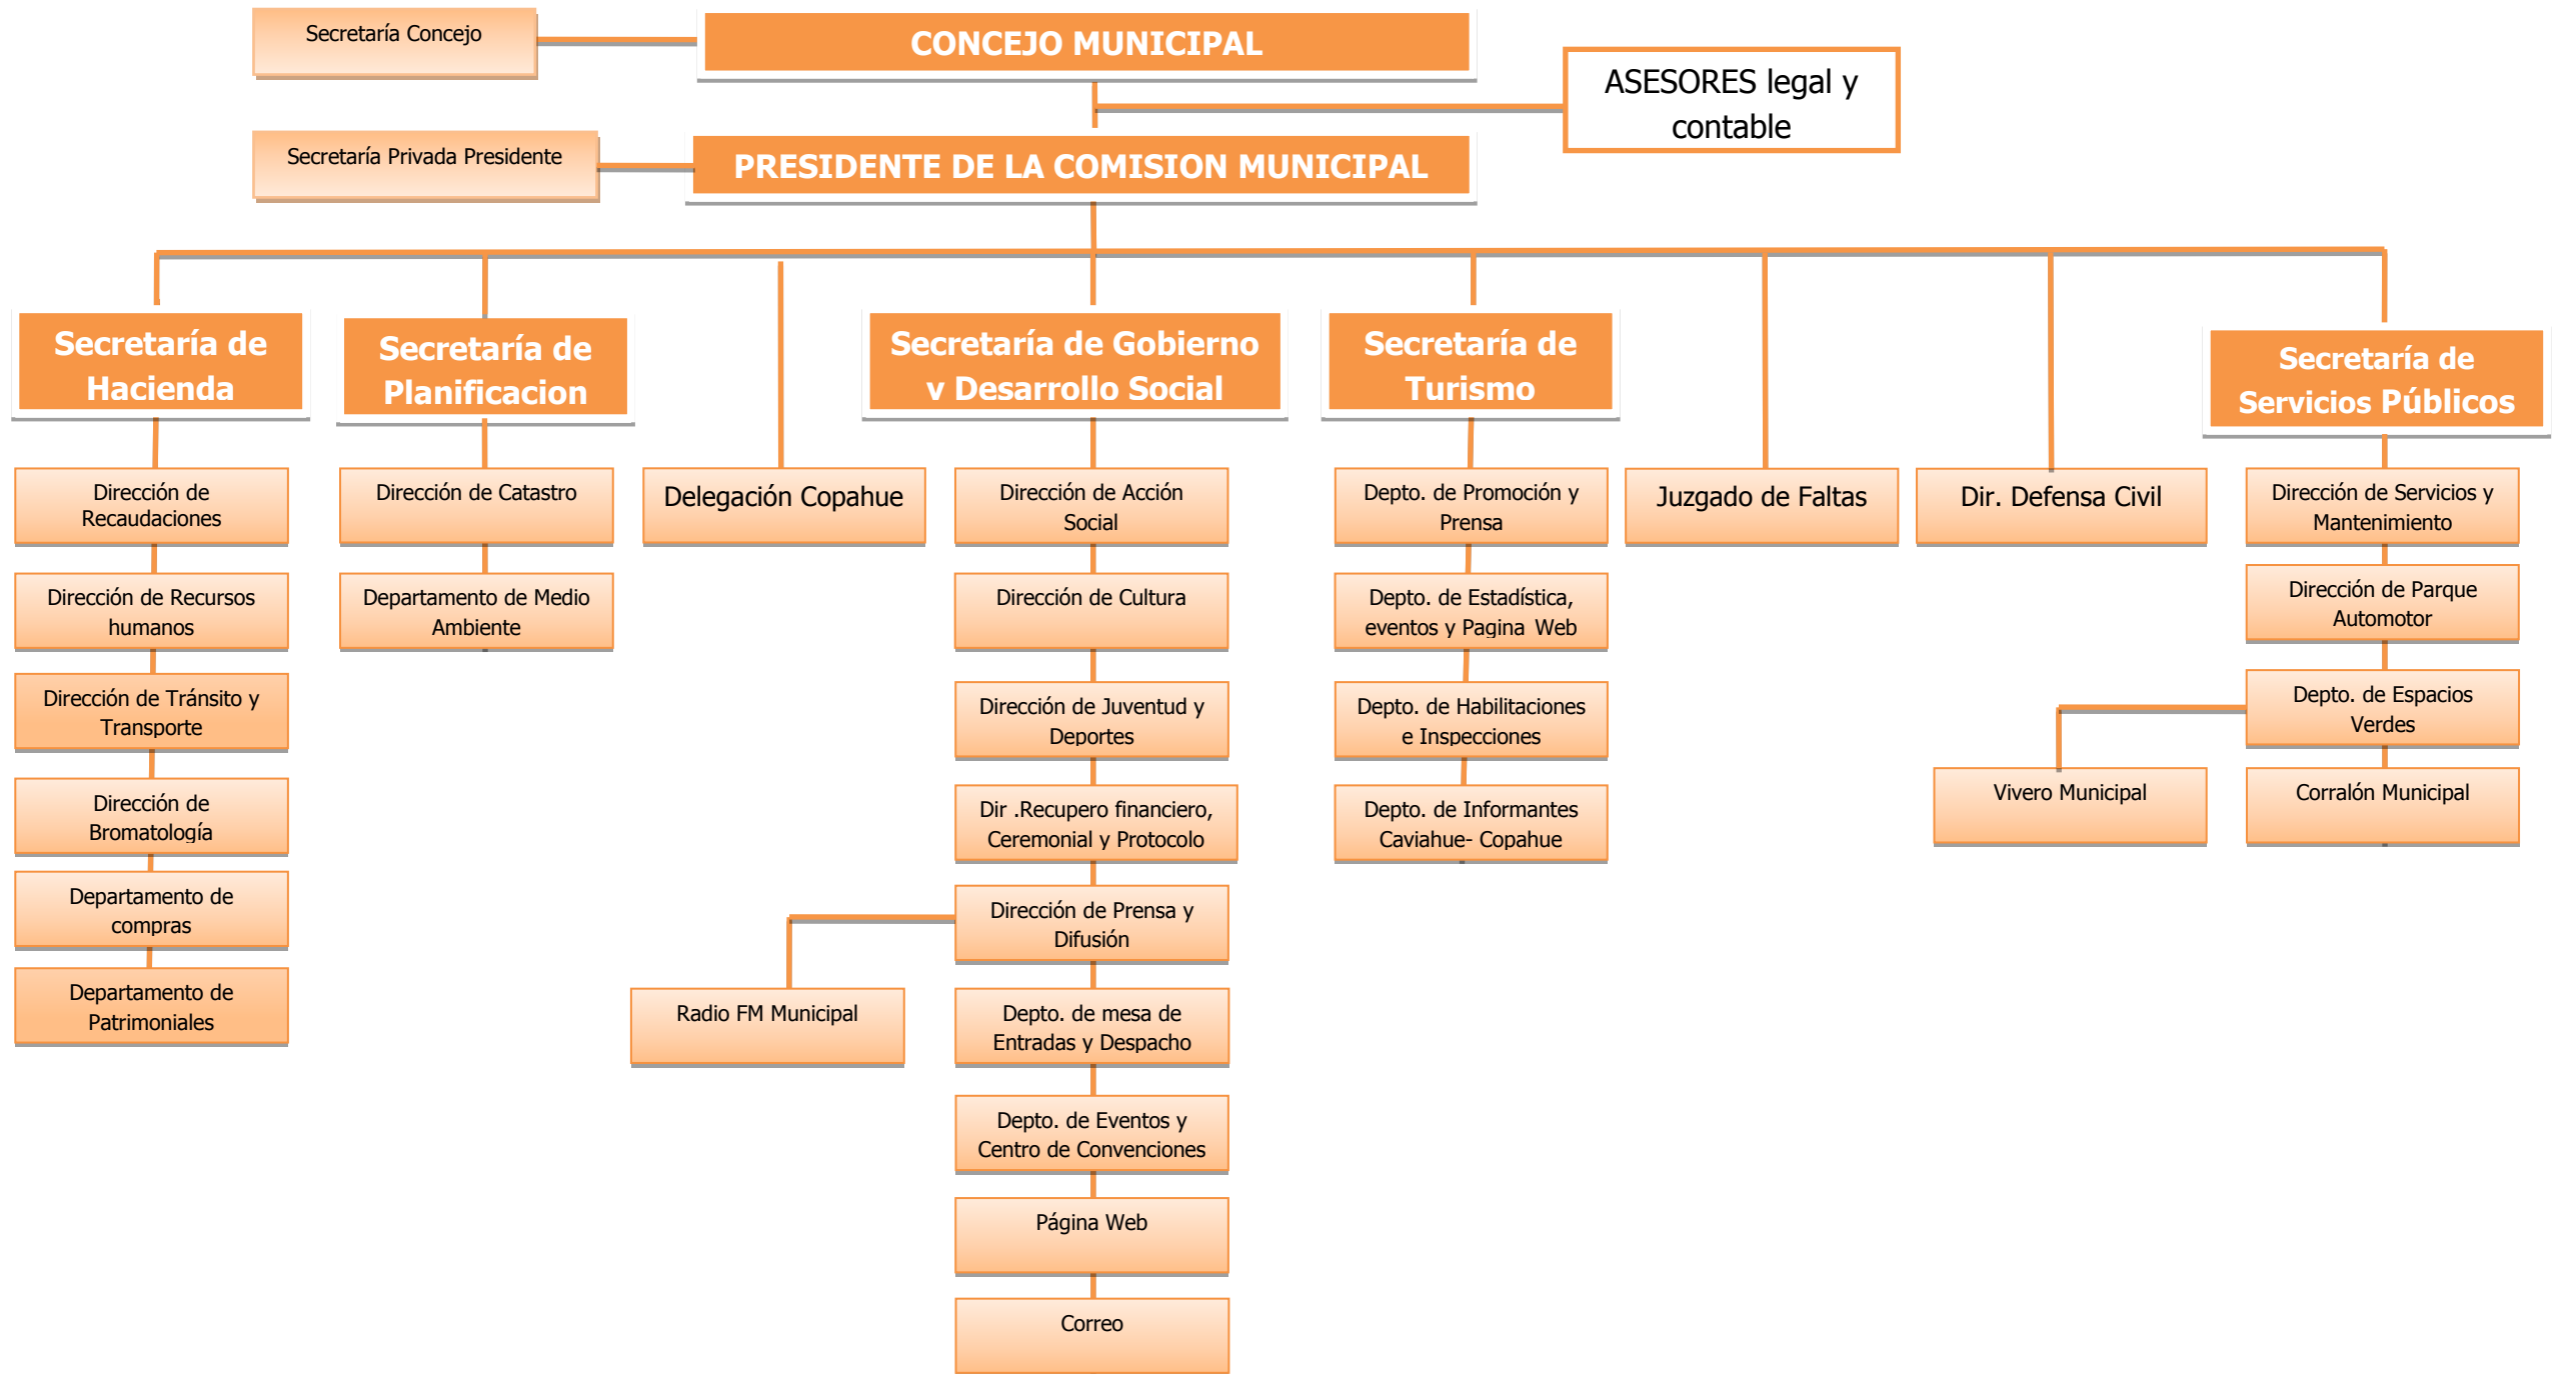 Secretaría Concejo
CONCEJO MUNICIPAL
ASESORES legal y
contable
Secretaría Privada Presidente
PRESIDENTE DE LA COMISION MUNICIPAL
Secretaría de
Hacienda
Secretaría de
Planificacion
Secretaría de Gobierno
v Desarrollo Social
Secretaría de
Turismo
Secretaría de
Servicios Públicos
Dirección de
Recaudaciones
Dirección de Catastro
Delegación Copahue
Dirección de Acción
Social
Depto. de Promoción y
Prensa
Juzgado de Faltas
Dir. Defensa Civil
Dirección de Servicios y
Mantenimiento
Dirección de Recursos
humanos
Departamento de Medio
Ambiente
Dirección de Cultura
Depto. de Estadística,
eventos y Pagina Web
Dirección de Parque
Automotor
Dirección de Tránsito y
Transporte
Dirección de Juventud y
Deportes
Depto. de Habilitaciones
e Inspecciones
Depto. de Espacios
Verdes
Dirección de
Bromatología
Dir .Recupero financiero,
Ceremonial y Protocolo
Depto. de Informantes
Caviahue- Copahue
Vivero Municipal
Corralón Municipal
Departamento de
compras
Dirección de Prensa y
Difusión
Departamento de
Patrimoniales
Radio FM Municipal
Depto. de mesa de
Entradas y Despacho
Depto. de Eventos y
Centro de Convenciones
Página Web
Correo